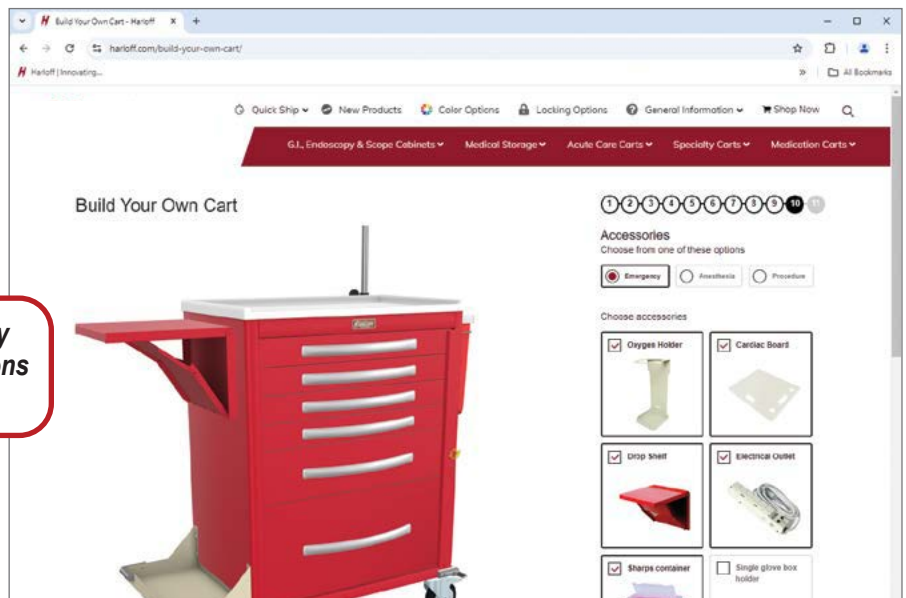 Build Your Own Cart - Harloff
harloff.com/build-your-own-cart/
Harloff | Innovating...
All Bookmarks
Quick Ship
New Products
Color Options
Locking Options
General Information
Shop Now
G.I., Endoscopy & Scope Cabinets
Medical Storage
Acute Care Carts
Specialty Carts
Medication Carts
Build Your Own Cart
1 2 3 4 5 6 7 8 9 10 11
Accessories
Choose from one of these options
Emergency
Anesthesia
Procedure
Choose accessories
Oxygen Holder
Cardiac Board
Drop Shelf
Electrical Outlet
Sharps container
Single glove box
holder